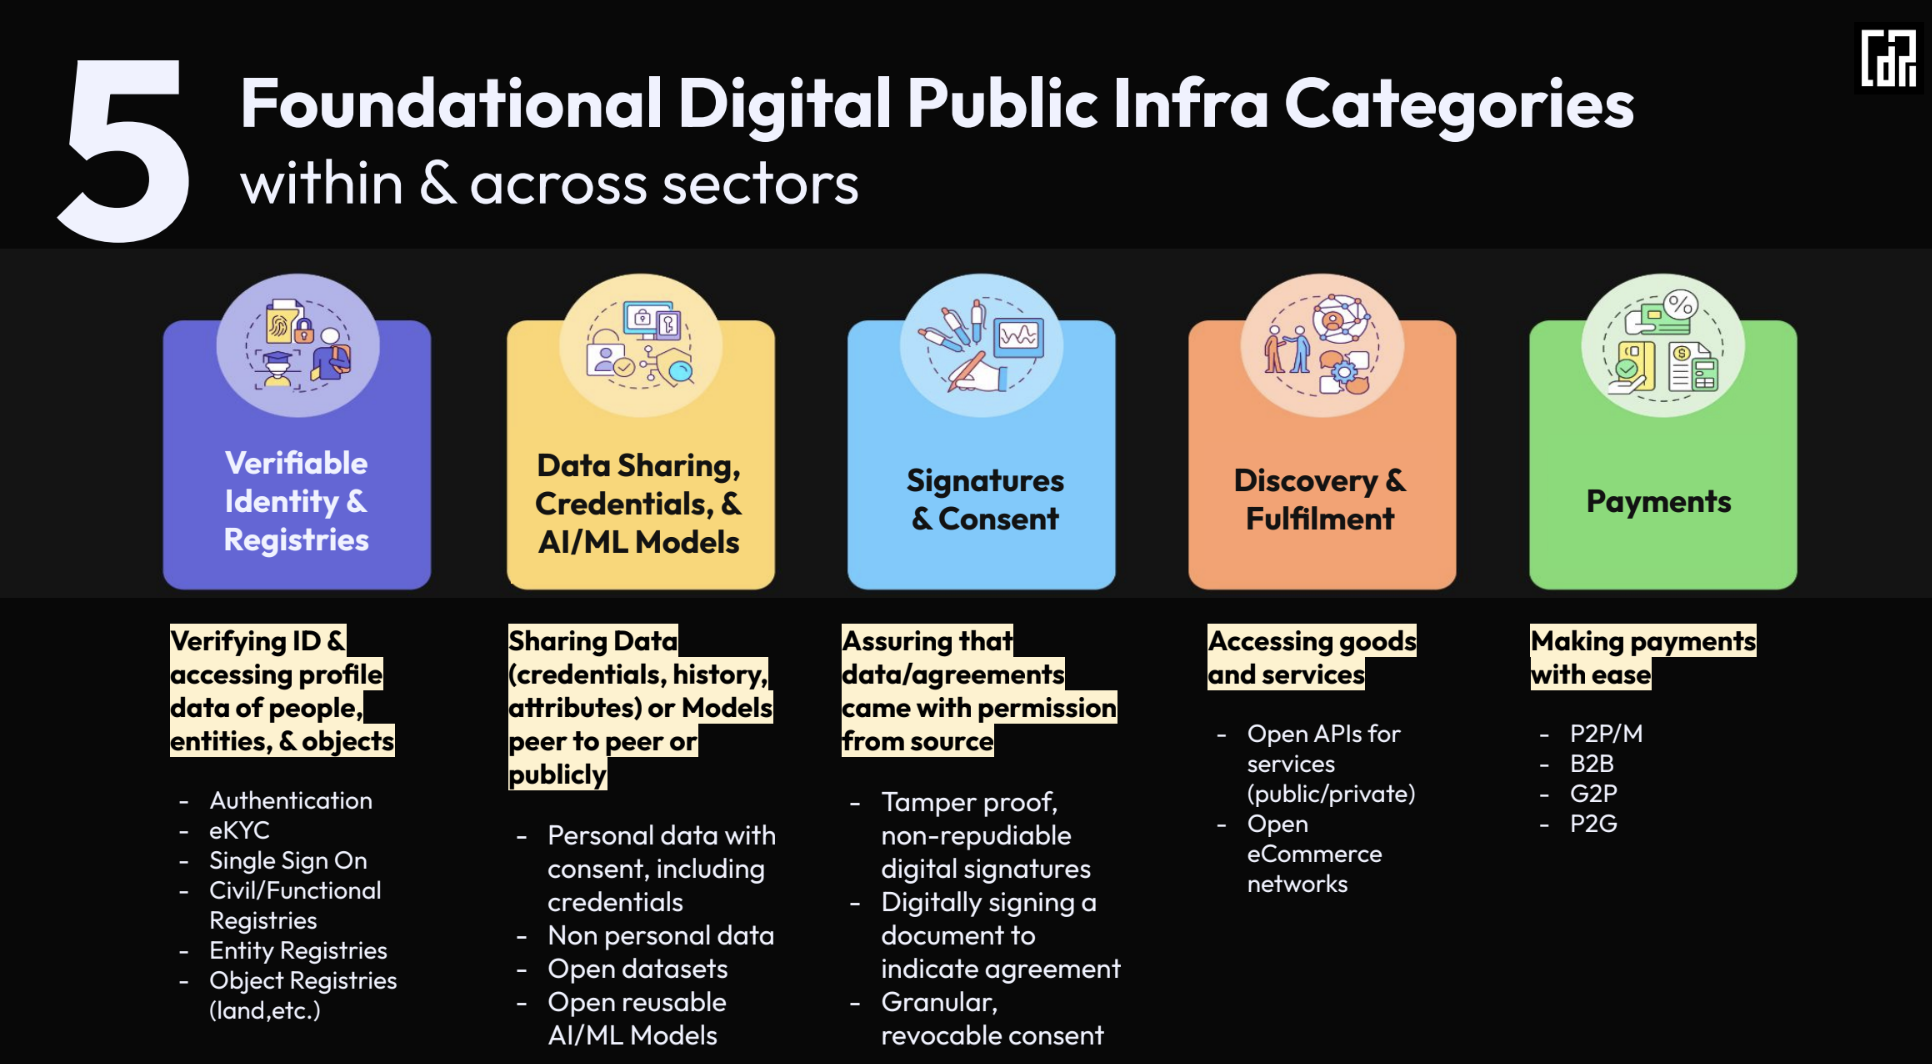 5
Foundational Digital Public Infra Categories
within & across sectors
cdpi
Verifiable
Identity &
Registries
Data Sharing,
Credentials, &
AI/ML Models
Signatures
& Consent
Discovery &
Fulfilment
Payments
Verifying ID &
accessing profile
data of people,
entities, & objects
- Authentication
- eKYC
- Single Sign On
- Civil/Functional
Registries
- Entity Registries
- Object Registries
(land,etc.)
Sharing Data
(credentials, history,
attributes) or Models
peer to peer or
publicly
- Personal data with
consent, including
credentials
- Non personal data
- Open datasets
- Open reusable
AI/ML Models
Assuring that
data/agreements
came with permission
from source
- Tamper proof,
non-repudiable
digital signatures
- Digitally signing a
document to
indicate agreement
- Granular,
revocable consent
Accessing goods
and services
- Open APIs for
services
(public/private)
- Open
eCommerce
networks
Making payments
with ease
- P2P/M
- B2B
- G2P
- P2G